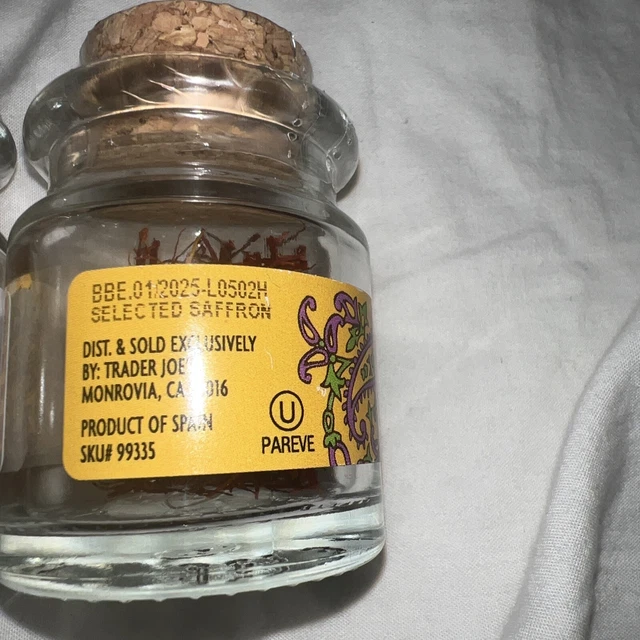 BBE.01/2025-L0502H
SELECTED SAFFRON
DIST. & SOLD EXCLUSIVELY
BY: TRADER JOE'
MONROVIA, CA 016
PRODUCT OF SPAIN
SKU# 99335
U
PAREVE